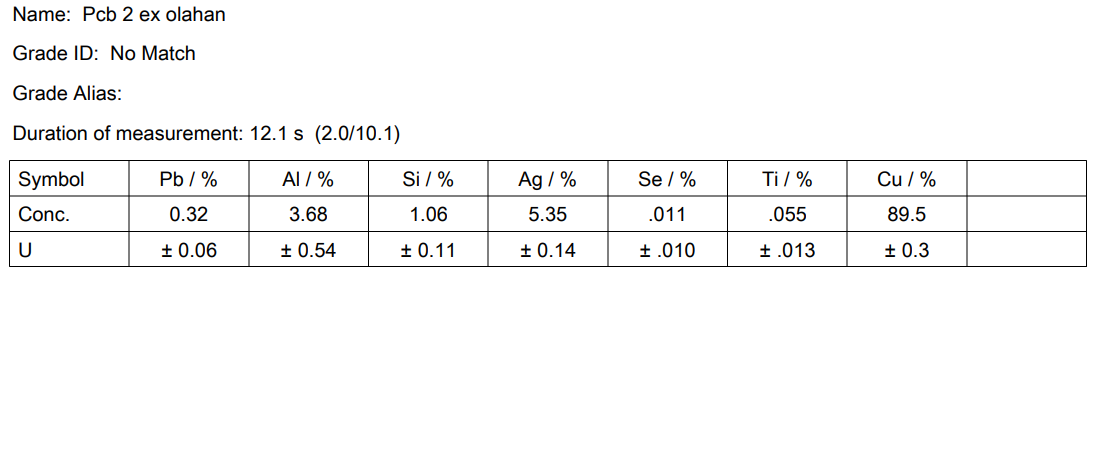 Name: Pcb 2 ex olahan
Grade ID: No Match
Grade Alias:
Duration of measurement: 12.1 s (2.0/10.1)
Symbol Pb / % Al / % Si / % Ag / % Se / % Ti / % Cu / %
Conc. 0.32 3.68 1.06 5.35 .011 .055 89.5
U ± 0.06 ± 0.54 ± 0.11 ± 0.14 ± .010 ± .013 ± 0.3